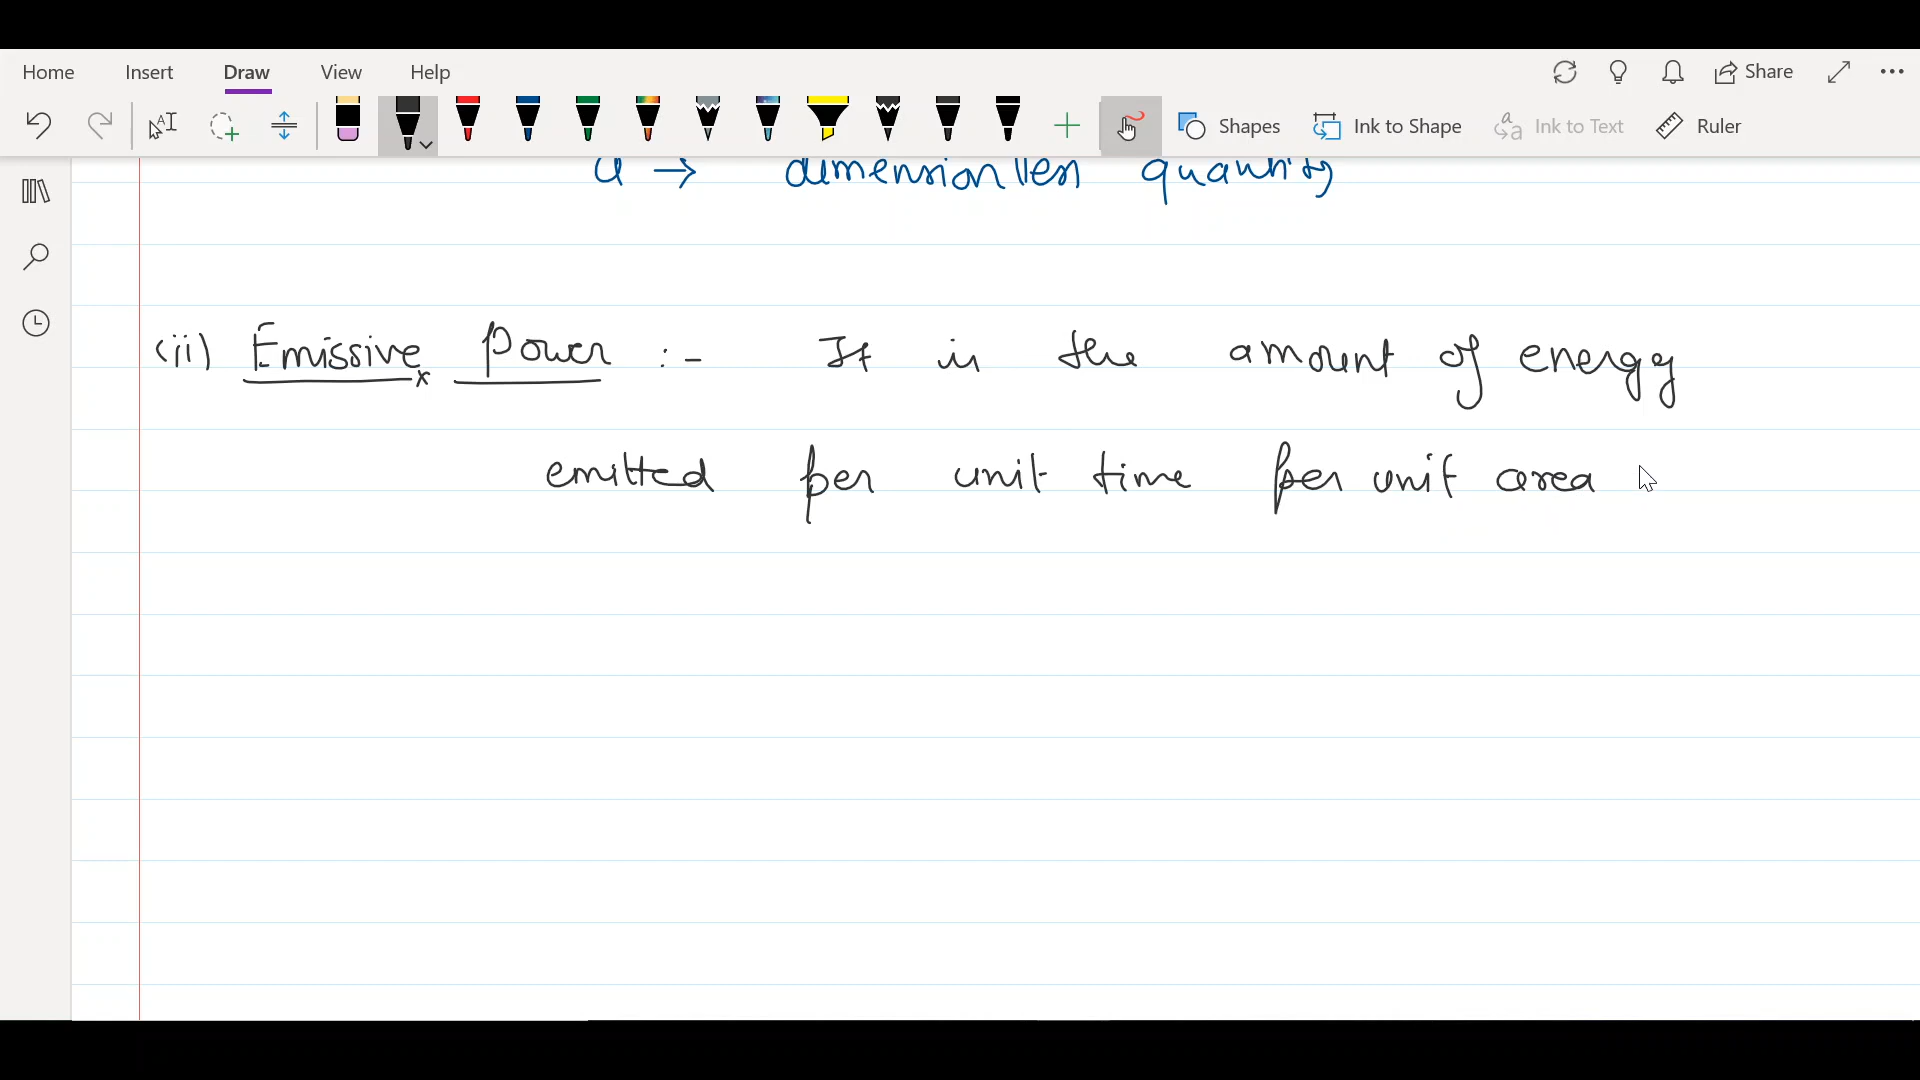 Home Insert Draw View Help Share
Shapes Ink to Shape Ink to Text Ruler
a → dimensionless quantity
(ii) Emissive Power :- It is the amount of energy
emitted per unit time per unit area